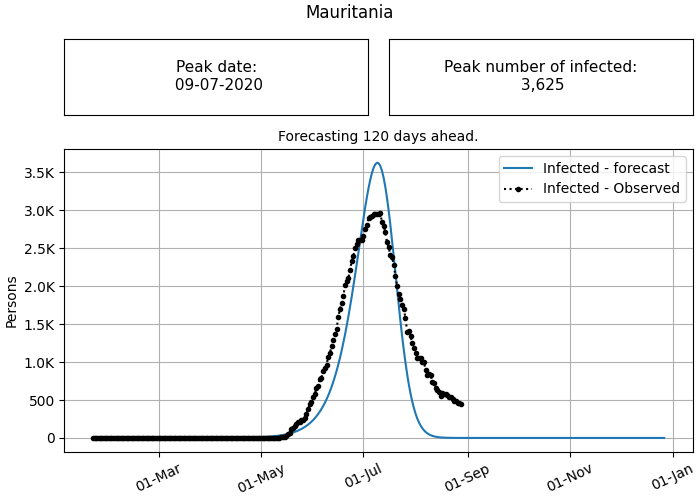 Mauritania
Peak date:
09-07-2020
Peak number of infected:
3,625
Forecasting 120 days ahead.
Infected - forecast
Infected - Observed
3.5K
3.0K
2.5K
2.0K
1.5K
1.0K
500
0
Persons
01-Mar
01-May
01-Jul
01-Sep
01-Nov
01-Jan